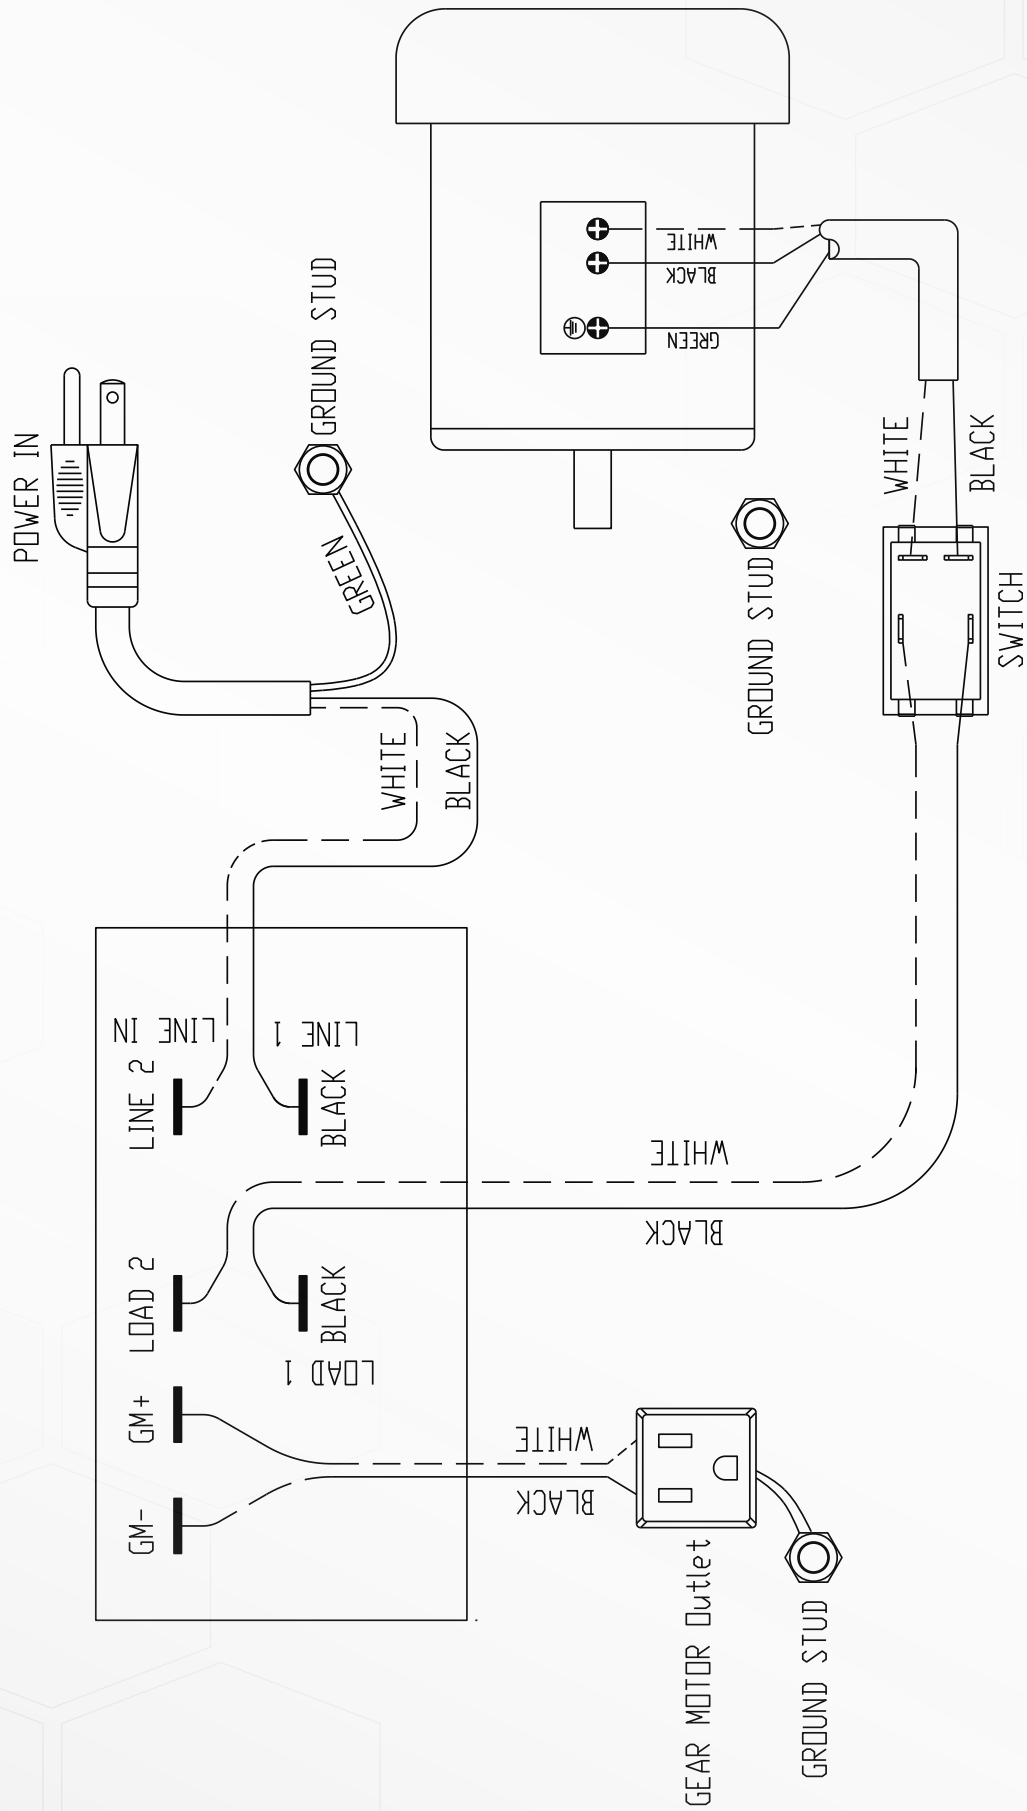 WHITE
BLACK
GREEN
GROUND STUD
POWER IN
GREEN
WHITE
BLACK
GROUND STUD
SWITCH
WHITE
BLACK
LINE IN
LINE 1
LINE 2
BLACK
WHITE
BLACK
LOAD 2
BLACK
LOAD 1
GM+
GM-
WHITE
BLACK
GEAR MOTOR Outlet
GROUND STUD